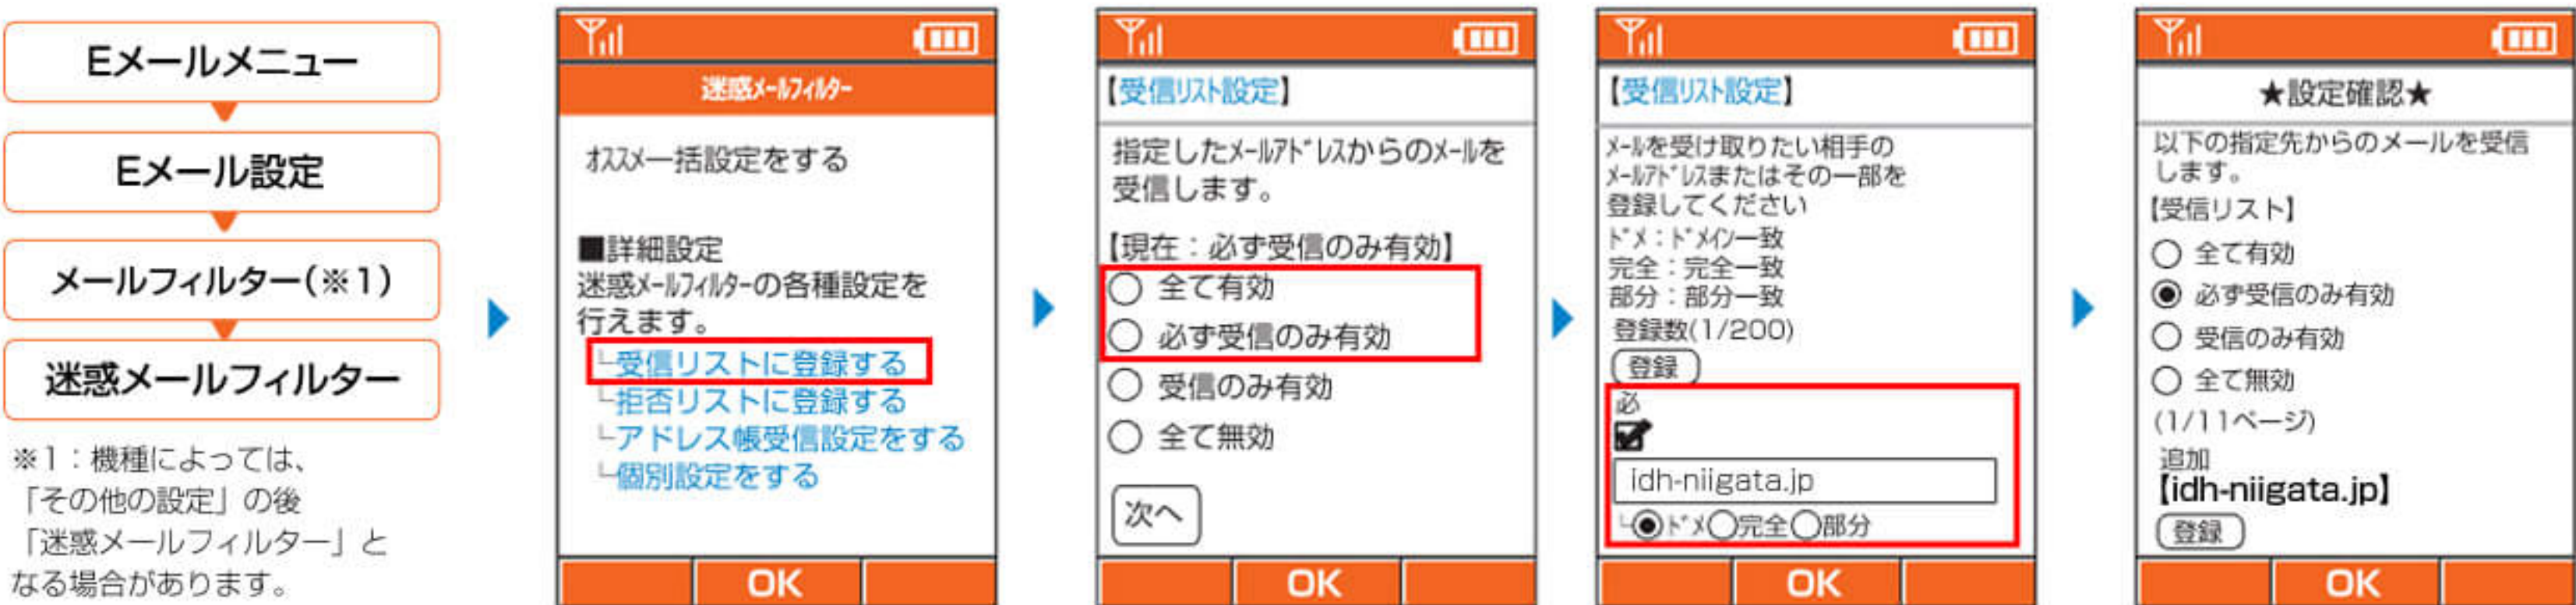 Eメールメニュー
Eメール設定
メールフィルター(※1)
迷惑メールフィルター
※1：機種によっては、
「その他の設定」の後
「迷惑メールフィルター」と
なる場合があります。
迷惑ﾒｰﾙﾌｨﾙﾀｰ
ｵｽｽﾒ一括設定をする
■詳細設定
迷惑ﾒｰﾙﾌｨﾙﾀｰの各種設定を
行えます。
└受信リストに登録する
└拒否リストに登録する
└アドレス帳受信設定をする
└個別設定をする
OK
【受信ﾘｽﾄ設定】
指定したﾒｰﾙｱﾄﾞﾚｽからのﾒｰﾙを
受信します。
【現在：必ず受信のみ有効】
○ 全て有効
○ 必ず受信のみ有効
○ 受信のみ有効
○ 全て無効
次へ
OK
【受信ﾘｽﾄ設定】
ﾒｰﾙを受け取りたい相手の
ﾒｰﾙｱﾄﾞﾚｽまたはその一部を
登録してください
ﾄﾞﾒ：ﾄﾞﾒｲﾝ一致
完全：完全一致
部分：部分一致
登録数(1/200)
登録
必
idh-niigata.jp
└◉ﾄﾞﾒ○完全○部分
OK
★設定確認★
以下の指定先からのメールを受信
します。
【受信リスト】
○ 全て有効
◉ 必ず受信のみ有効
○ 受信のみ有効
○ 全て無効
(1/11ページ)
追加
【idh-niigata.jp】
登録
OK